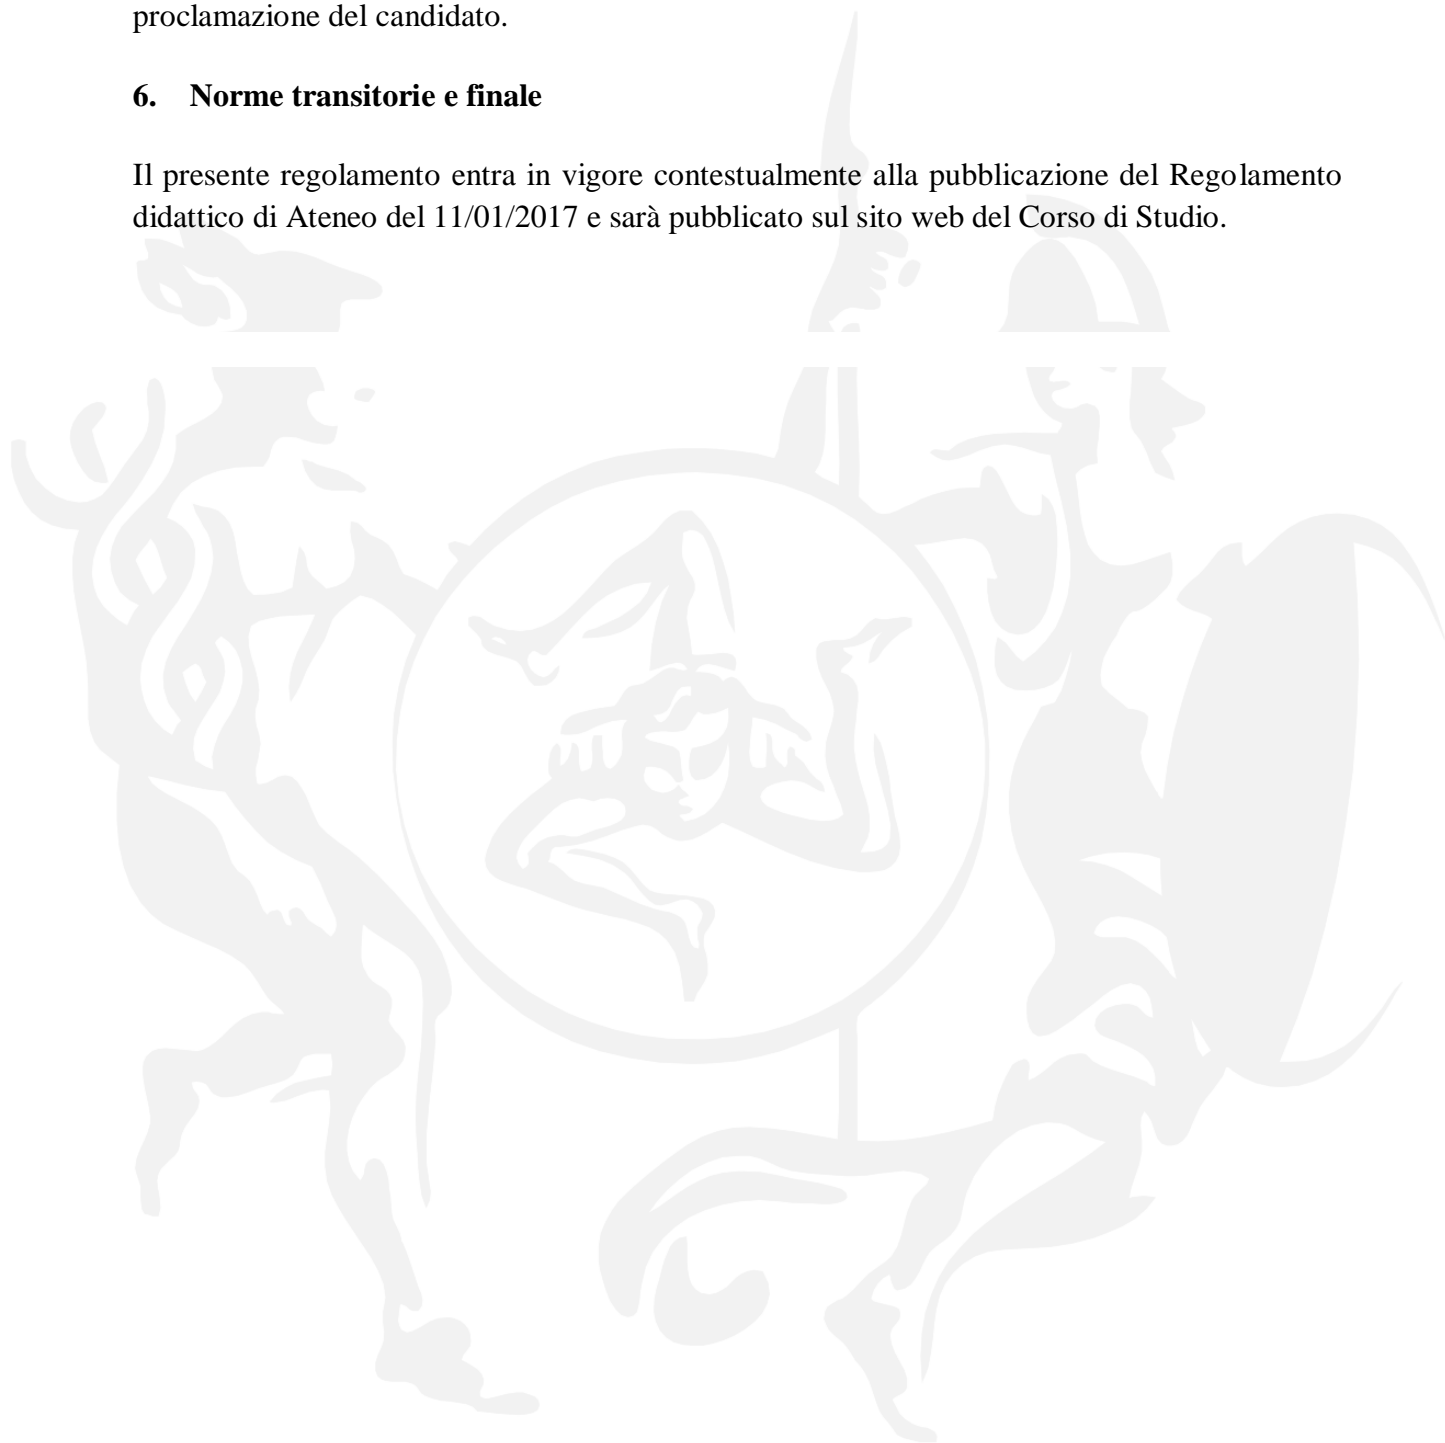 proclamazione del candidato.
6. Norme transitorie e finale
Il presente regolamento entra in vigore contestualmente alla pubblicazione del Regolamento
didattico di Ateneo del 11/01/2017 e sarà pubblicato sul sito web del Corso di Studio.